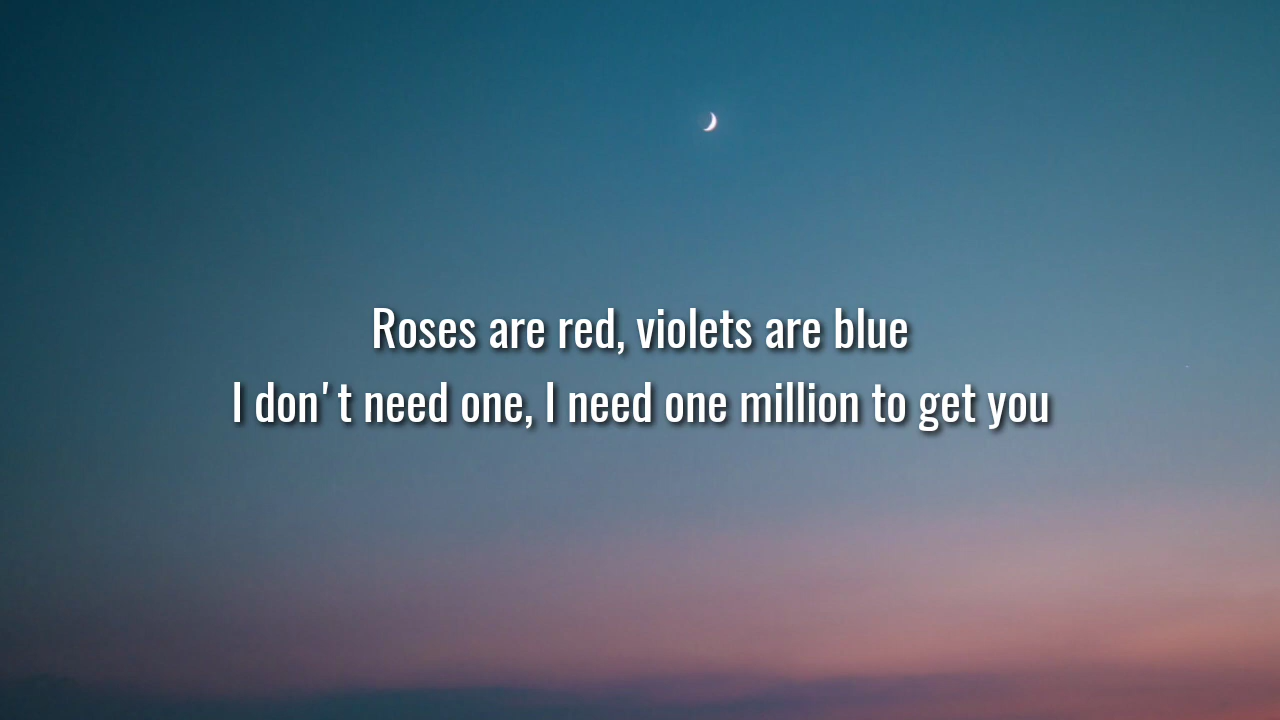 Roses are red, violets are blue
I don't need one, I need one million to get you